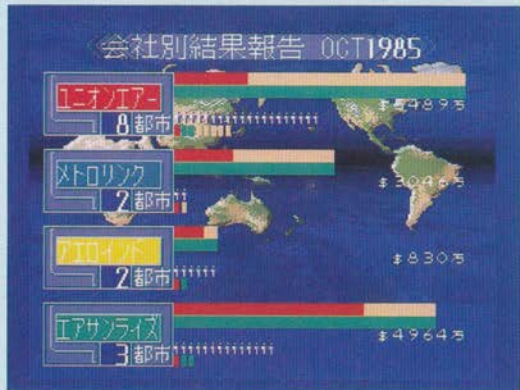 会社別結果報告 OCT1985
ユニオンエアー
8都市
$5489万
メトロリンク
2都市
$3046万
アエロインド
2都市
$830万
エアサンライズ
3都市
$4964万